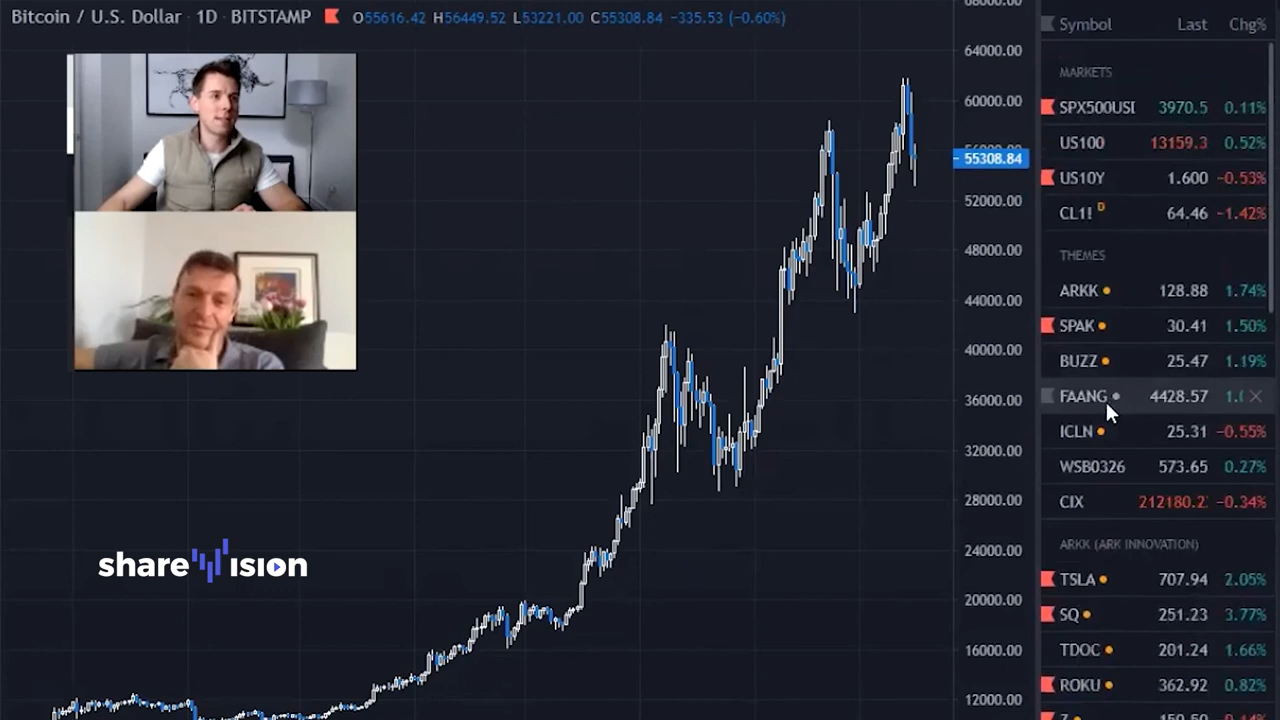 Bitcoin / U.S. Dollar 1D BITSTAMP O55616.42 H56449.52 L53221.00 C55308.84 −335.53 (−0.60%)
64000.00
60000.00
55308.84
52000.00
48000.00
44000.00
40000.00
36000.00
32000.00
28000.00
24000.00
20000.00
16000.00
12000.00
shareVision
Symbol Last Chg%
MARKETS
SPX500USD 3970.5 0.11%
US100 13159.3 0.52%
US10Y 1.600 −0.53%
CL1! D 64.46 −1.42%
THEMES
ARKK 128.88 1.74%
SPAK 30.41 1.50%
BUZZ 25.47 1.19%
FAANG 4428.57
ICLN 25.31 −0.55%
WSB0326 573.65 0.27%
CIX 212180.2 −0.34%
ARKK (ARK INNOVATION)
TSLA 707.94 2.05%
SQ 251.23 3.77%
TDOC 201.24 1.66%
ROKU 362.92 0.82%